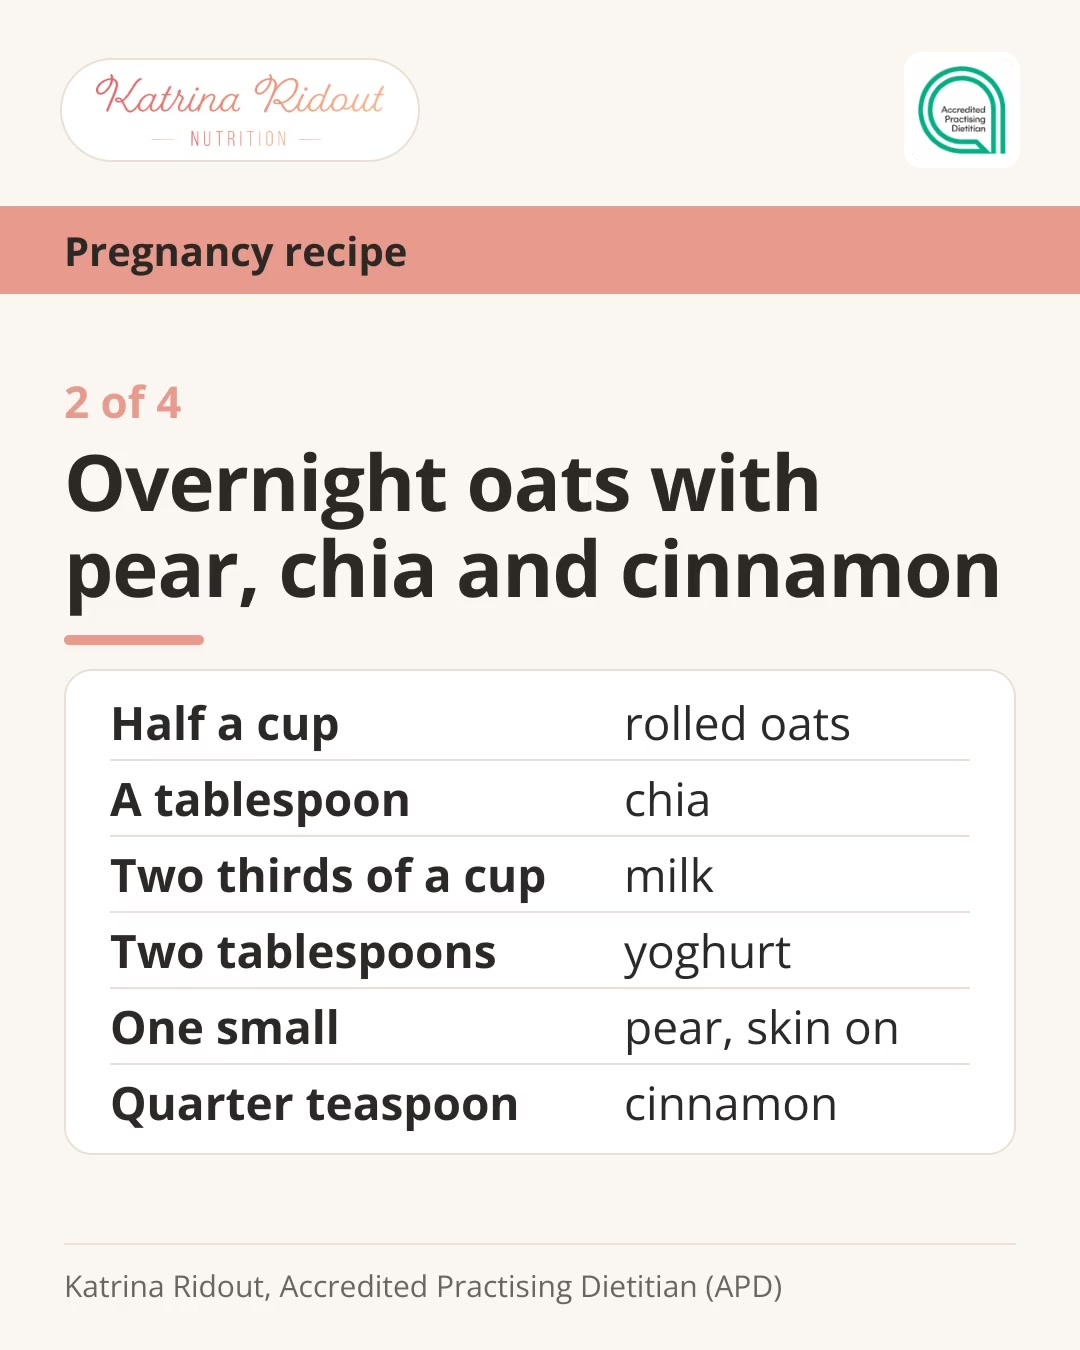 Katrina Ridout
NUTRITION
Accredited
Practising
Dietitian
Pregnancy recipe
2 of 4
Overnight oats with
pear, chia and cinnamon
Half a cup rolled oats
A tablespoon chia
Two thirds of a cup milk
Two tablespoons yoghurt
One small pear, skin on
Quarter teaspoon cinnamon
Katrina Ridout, Accredited Practising Dietitian (APD)